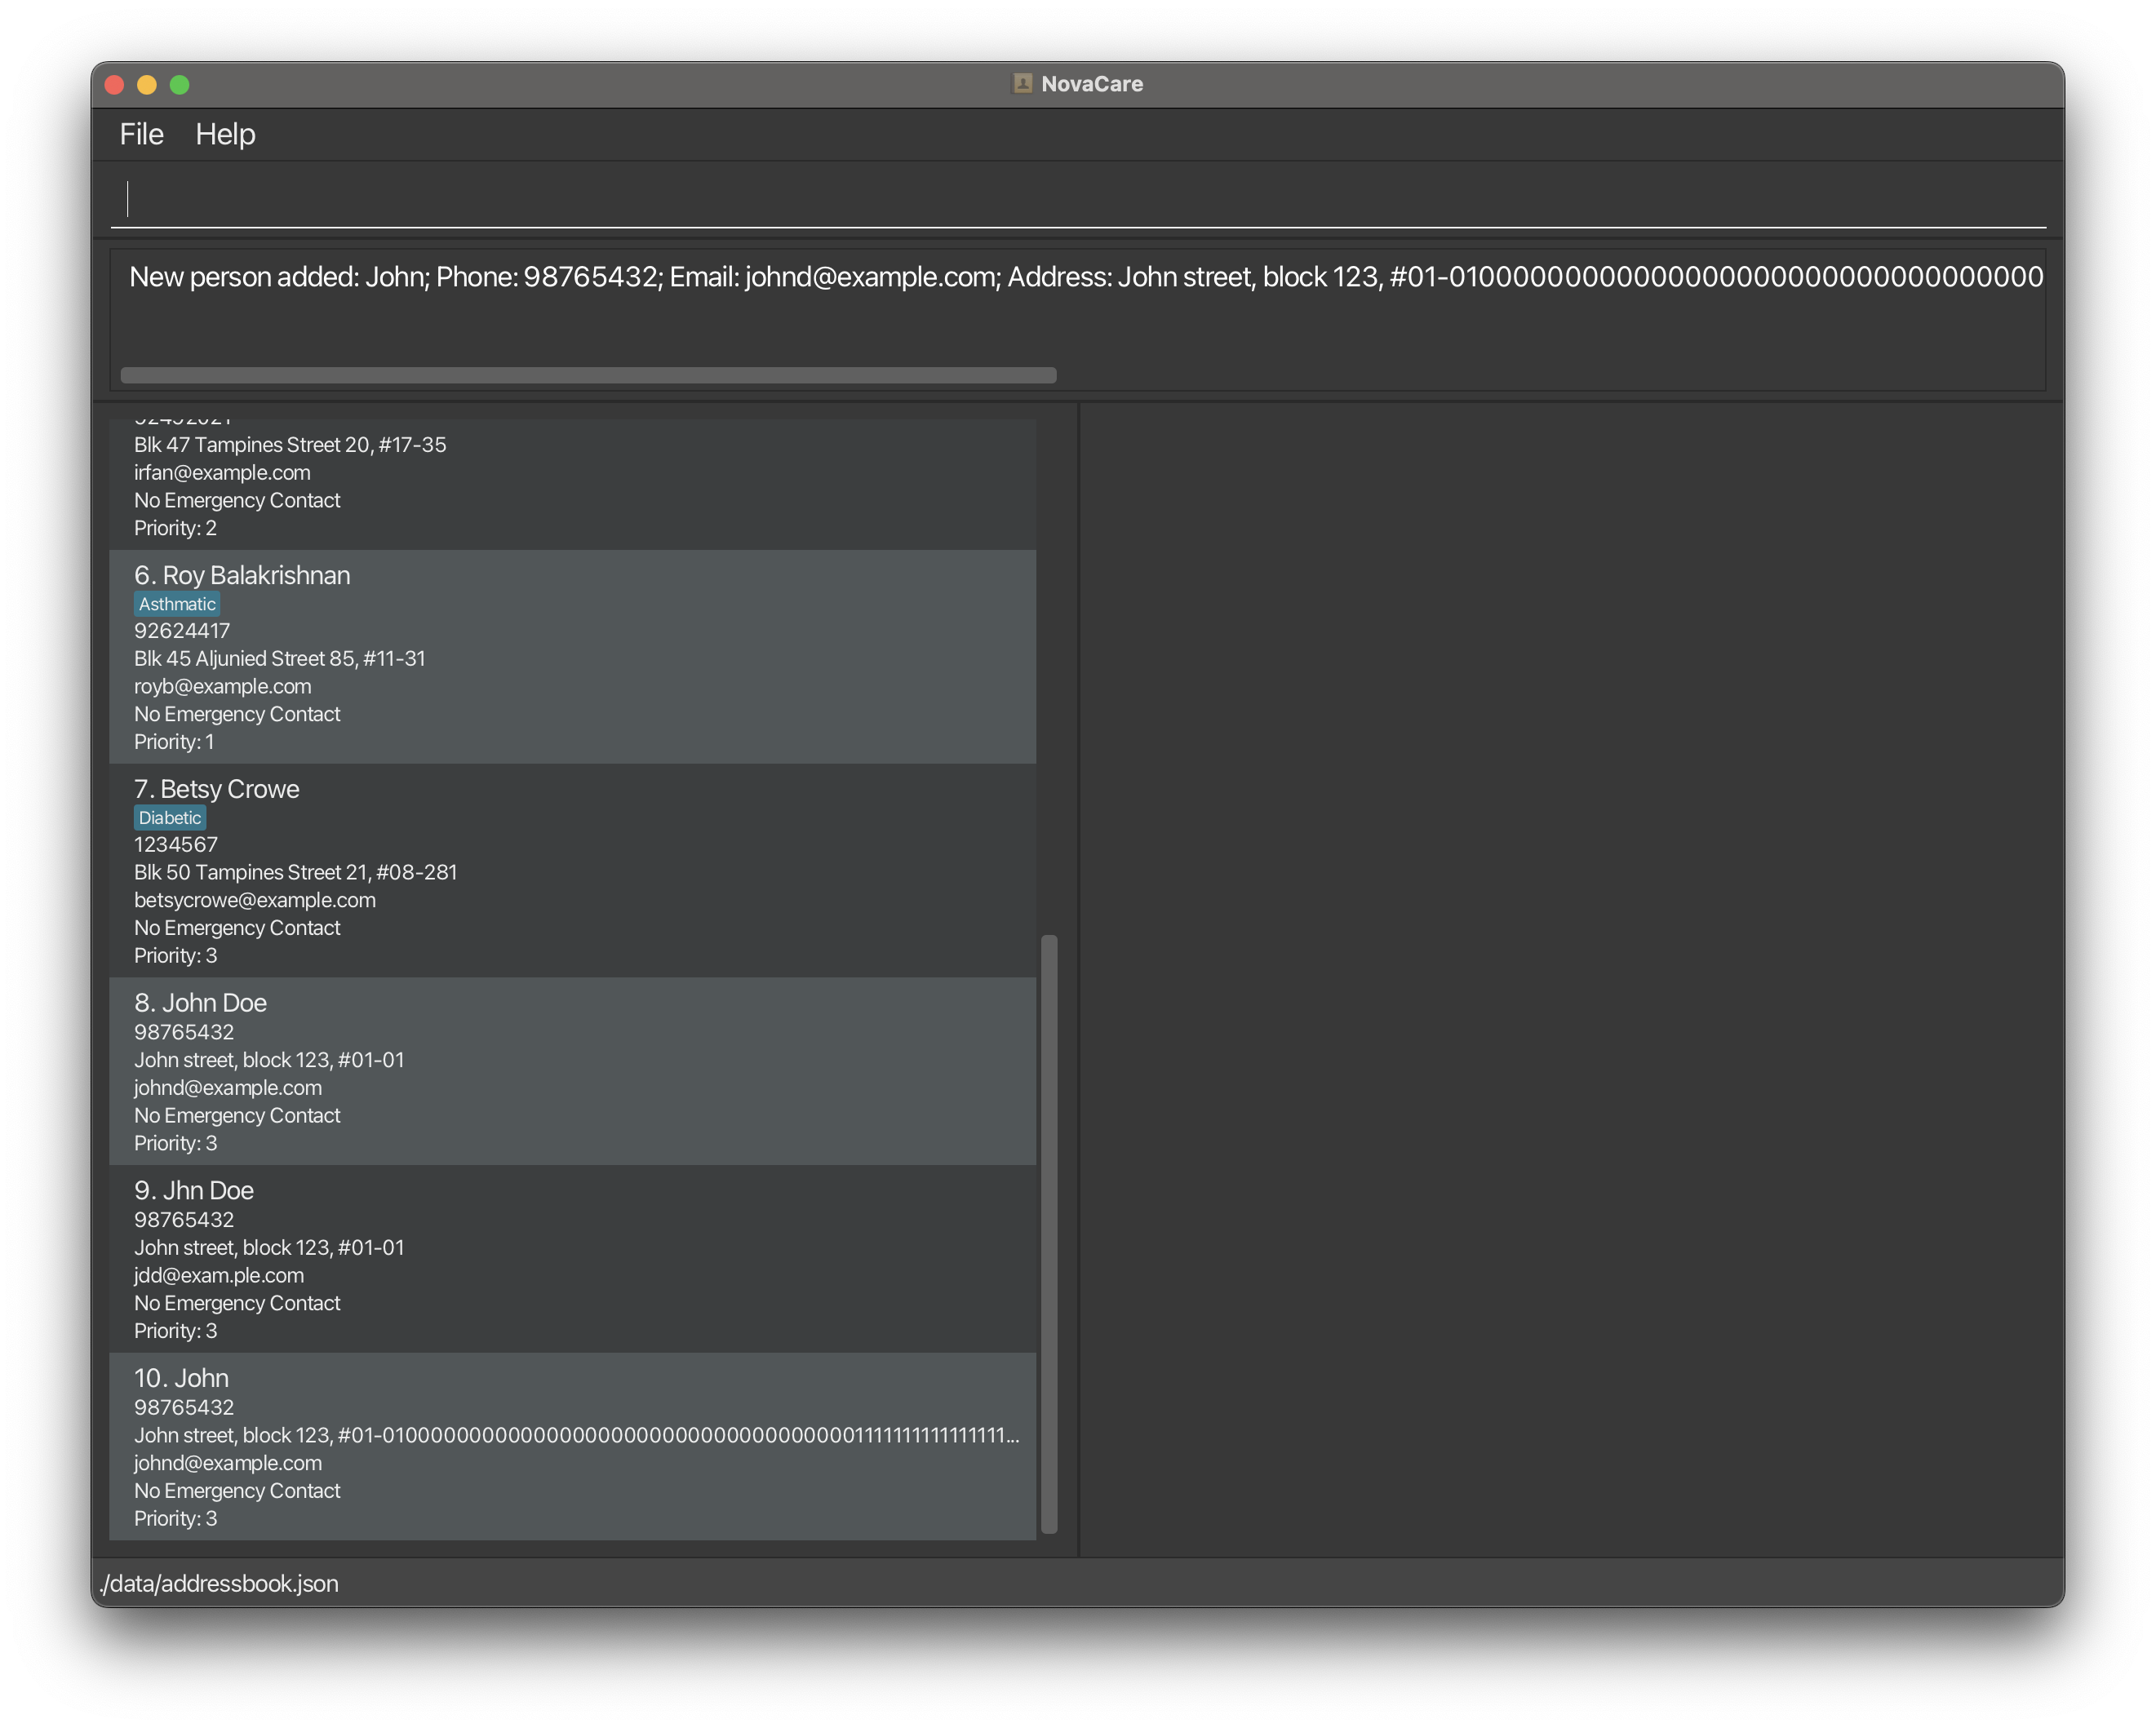 NovaCare
File Help
New person added: John; Phone: 98765432; Email: johnd@example.com; Address: John street, block 123, #01-0100000000000000000000000000000000
Blk 47 Tampines Street 20, #17-35
irfan@example.com
No Emergency Contact
Priority: 2
6. Roy Balakrishnan
Asthmatic
92624417
Blk 45 Aljunied Street 85, #11-31
royb@example.com
No Emergency Contact
Priority: 1
7. Betsy Crowe
Diabetic
1234567
Blk 50 Tampines Street 21, #08-281
betsycrowe@example.com
No Emergency Contact
Priority: 3
8. John Doe
98765432
John street, block 123, #01-01
johnd@example.com
No Emergency Contact
Priority: 3
9. Jhn Doe
98765432
John street, block 123, #01-01
jdd@exam.ple.com
No Emergency Contact
Priority: 3
10. John
98765432
John street, block 123, #01-01000000000000000000000000000000000001111111111111111...
johnd@example.com
No Emergency Contact
Priority: 3
./data/addressbook.json